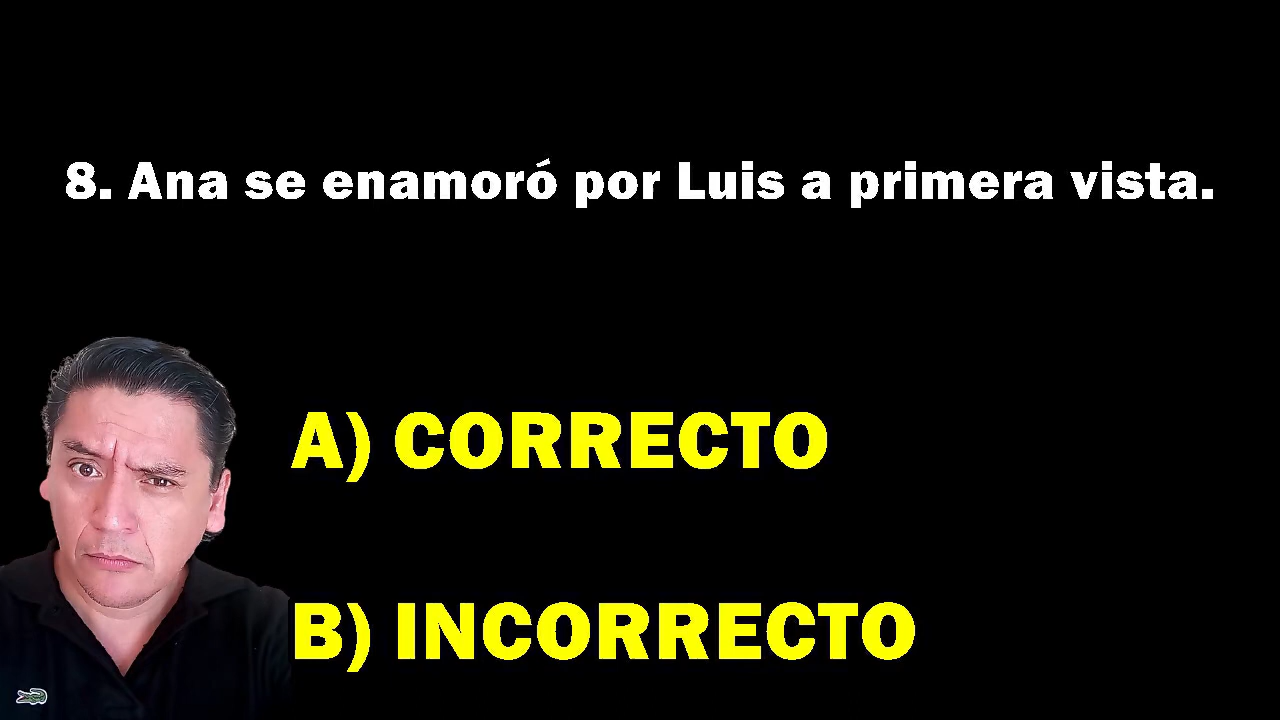 8. Ana se enamoró por Luis a primera vista.
A) CORRECTO
B) INCORRECTO